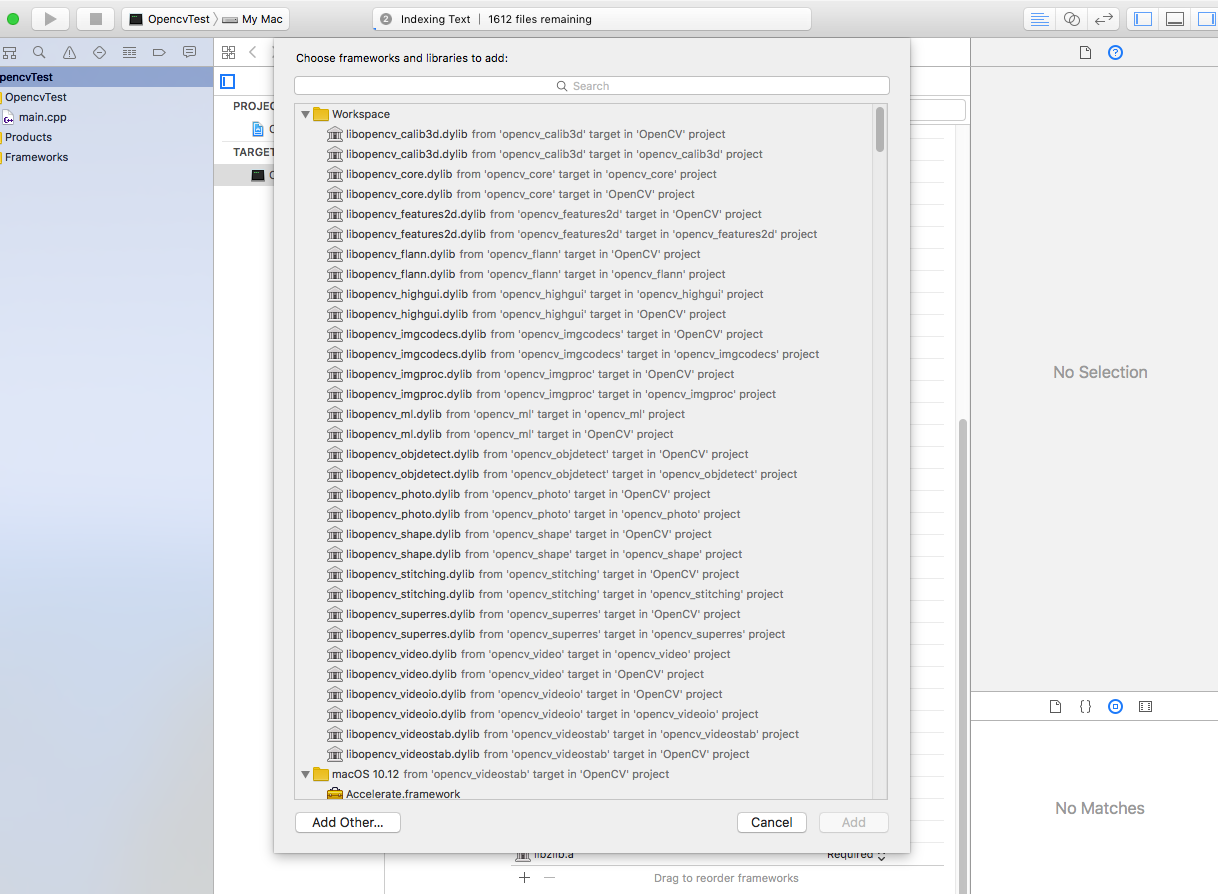 OpencvTest My Mac
2 Indexing Text | 1612 files remaining
pencvTest
OpencvTest
main.cpp
Products
Frameworks
PROJEC
TARGET
Choose frameworks and libraries to add:
Search
Workspace
libopencv_calib3d.dylib from 'opencv_calib3d' target in 'OpenCV' project
libopencv_calib3d.dylib from 'opencv_calib3d' target in 'opencv_calib3d' project
libopencv_core.dylib from 'opencv_core' target in 'opencv_core' project
libopencv_core.dylib from 'opencv_core' target in 'OpenCV' project
libopencv_features2d.dylib from 'opencv_features2d' target in 'OpenCV' project
libopencv_features2d.dylib from 'opencv_features2d' target in 'opencv_features2d' project
libopencv_flann.dylib from 'opencv_flann' target in 'OpenCV' project
libopencv_flann.dylib from 'opencv_flann' target in 'opencv_flann' project
libopencv_highgui.dylib from 'opencv_highgui' target in 'opencv_highgui' project
libopencv_highgui.dylib from 'opencv_highgui' target in 'OpenCV' project
libopencv_imgcodecs.dylib from 'opencv_imgcodecs' target in 'OpenCV' project
libopencv_imgcodecs.dylib from 'opencv_imgcodecs' target in 'opencv_imgcodecs' project
libopencv_imgproc.dylib from 'opencv_imgproc' target in 'OpenCV' project
libopencv_imgproc.dylib from 'opencv_imgproc' target in 'opencv_imgproc' project
libopencv_ml.dylib from 'opencv_ml' target in 'opencv_ml' project
libopencv_ml.dylib from 'opencv_ml' target in 'OpenCV' project
libopencv_objdetect.dylib from 'opencv_objdetect' target in 'OpenCV' project
libopencv_objdetect.dylib from 'opencv_objdetect' target in 'opencv_objdetect' project
libopencv_photo.dylib from 'opencv_photo' target in 'OpenCV' project
libopencv_photo.dylib from 'opencv_photo' target in 'opencv_photo' project
libopencv_shape.dylib from 'opencv_shape' target in 'OpenCV' project
libopencv_shape.dylib from 'opencv_shape' target in 'opencv_shape' project
libopencv_stitching.dylib from 'opencv_stitching' target in 'OpenCV' project
libopencv_stitching.dylib from 'opencv_stitching' target in 'opencv_stitching' project
libopencv_superres.dylib from 'opencv_superres' target in 'OpenCV' project
libopencv_superres.dylib from 'opencv_superres' target in 'opencv_superres' project
libopencv_video.dylib from 'opencv_video' target in 'opencv_video' project
libopencv_video.dylib from 'opencv_video' target in 'OpenCV' project
libopencv_videoio.dylib from 'opencv_videoio' target in 'OpenCV' project
libopencv_videoio.dylib from 'opencv_videoio' target in 'opencv_videoio' project
libopencv_videostab.dylib from 'opencv_videostab' target in 'opencv_videostab' project
libopencv_videostab.dylib from 'opencv_videostab' target in 'OpenCV' project
macOS 10.12 from 'opencv_videostab' target in 'OpenCV' project
Accelerate.framework
Add Other...
Cancel
Add
libzlib.a Required
Drag to reorder frameworks
No Selection
No Matches